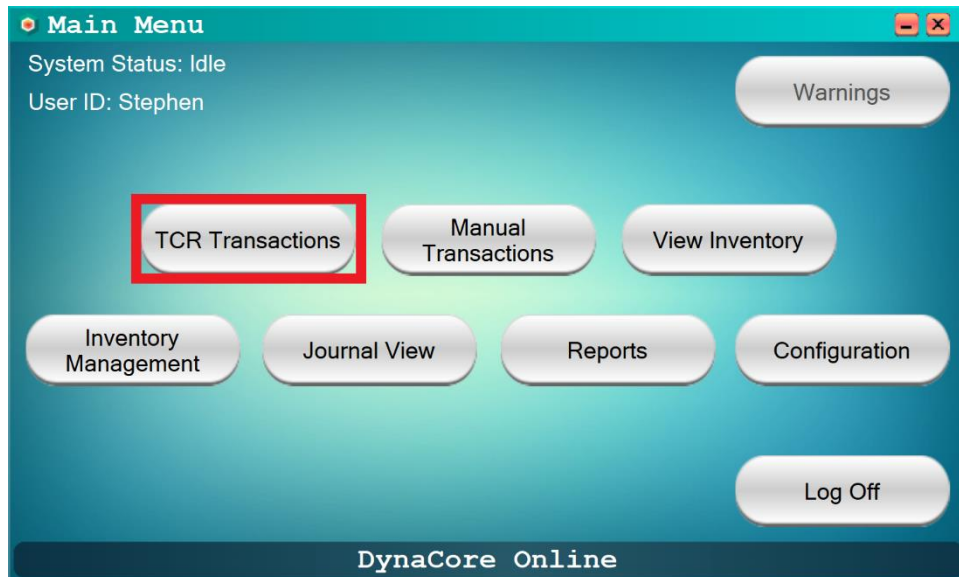 Main Menu
System Status: Idle
User ID: Stephen
Warnings
TCR Transactions
Manual
Transactions
View Inventory
Inventory
Management
Journal View
Reports
Configuration
Log Off
DynaCore Online